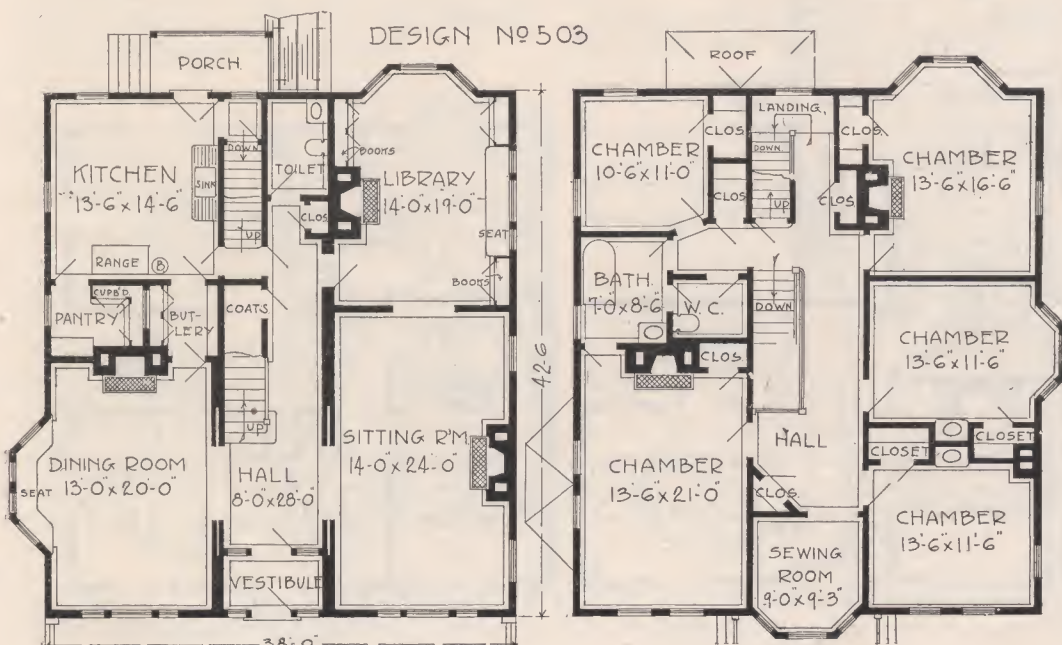 DESIGN Nº 503
PORCH
KITCHEN
13'-6" x 14'-6
SINK
DOWN
UP
TOILET
CLOS
BOOKS
LIBRARY
14'-0 x 19'-0"
SEAT
BOOKS
RANGE
B
CUPB'D.
PANTRY
BUT-
LERY
COATS
UP
DINING ROOM
13'-0 x 20'-0"
SEAT
HALL
8'-0 x 28'-0"
SITTING R'M
14'-0 x 24'-0"
VESTIBULE
38'-0"
42'-6
ROOF
LANDING
DOWN
UP
CHAMBER
10'-6 x 11'-0"
CLOS
CLOS
CLOS
CLOS.
CHAMBER
13'-6" x 16'-6"
BATH.
7'-0 x 8'-6
W.C.
CLOS
DOWN
CHAMBER
13'-6" x 11'-6"
CHAMBER
13'-6" x 21'-0"
HALL
CLOS.
CLOSET
CLOSET
CHAMBER
13'-6" x 11'-6"
SEWING
ROOM
9'-0" x 9'-3"